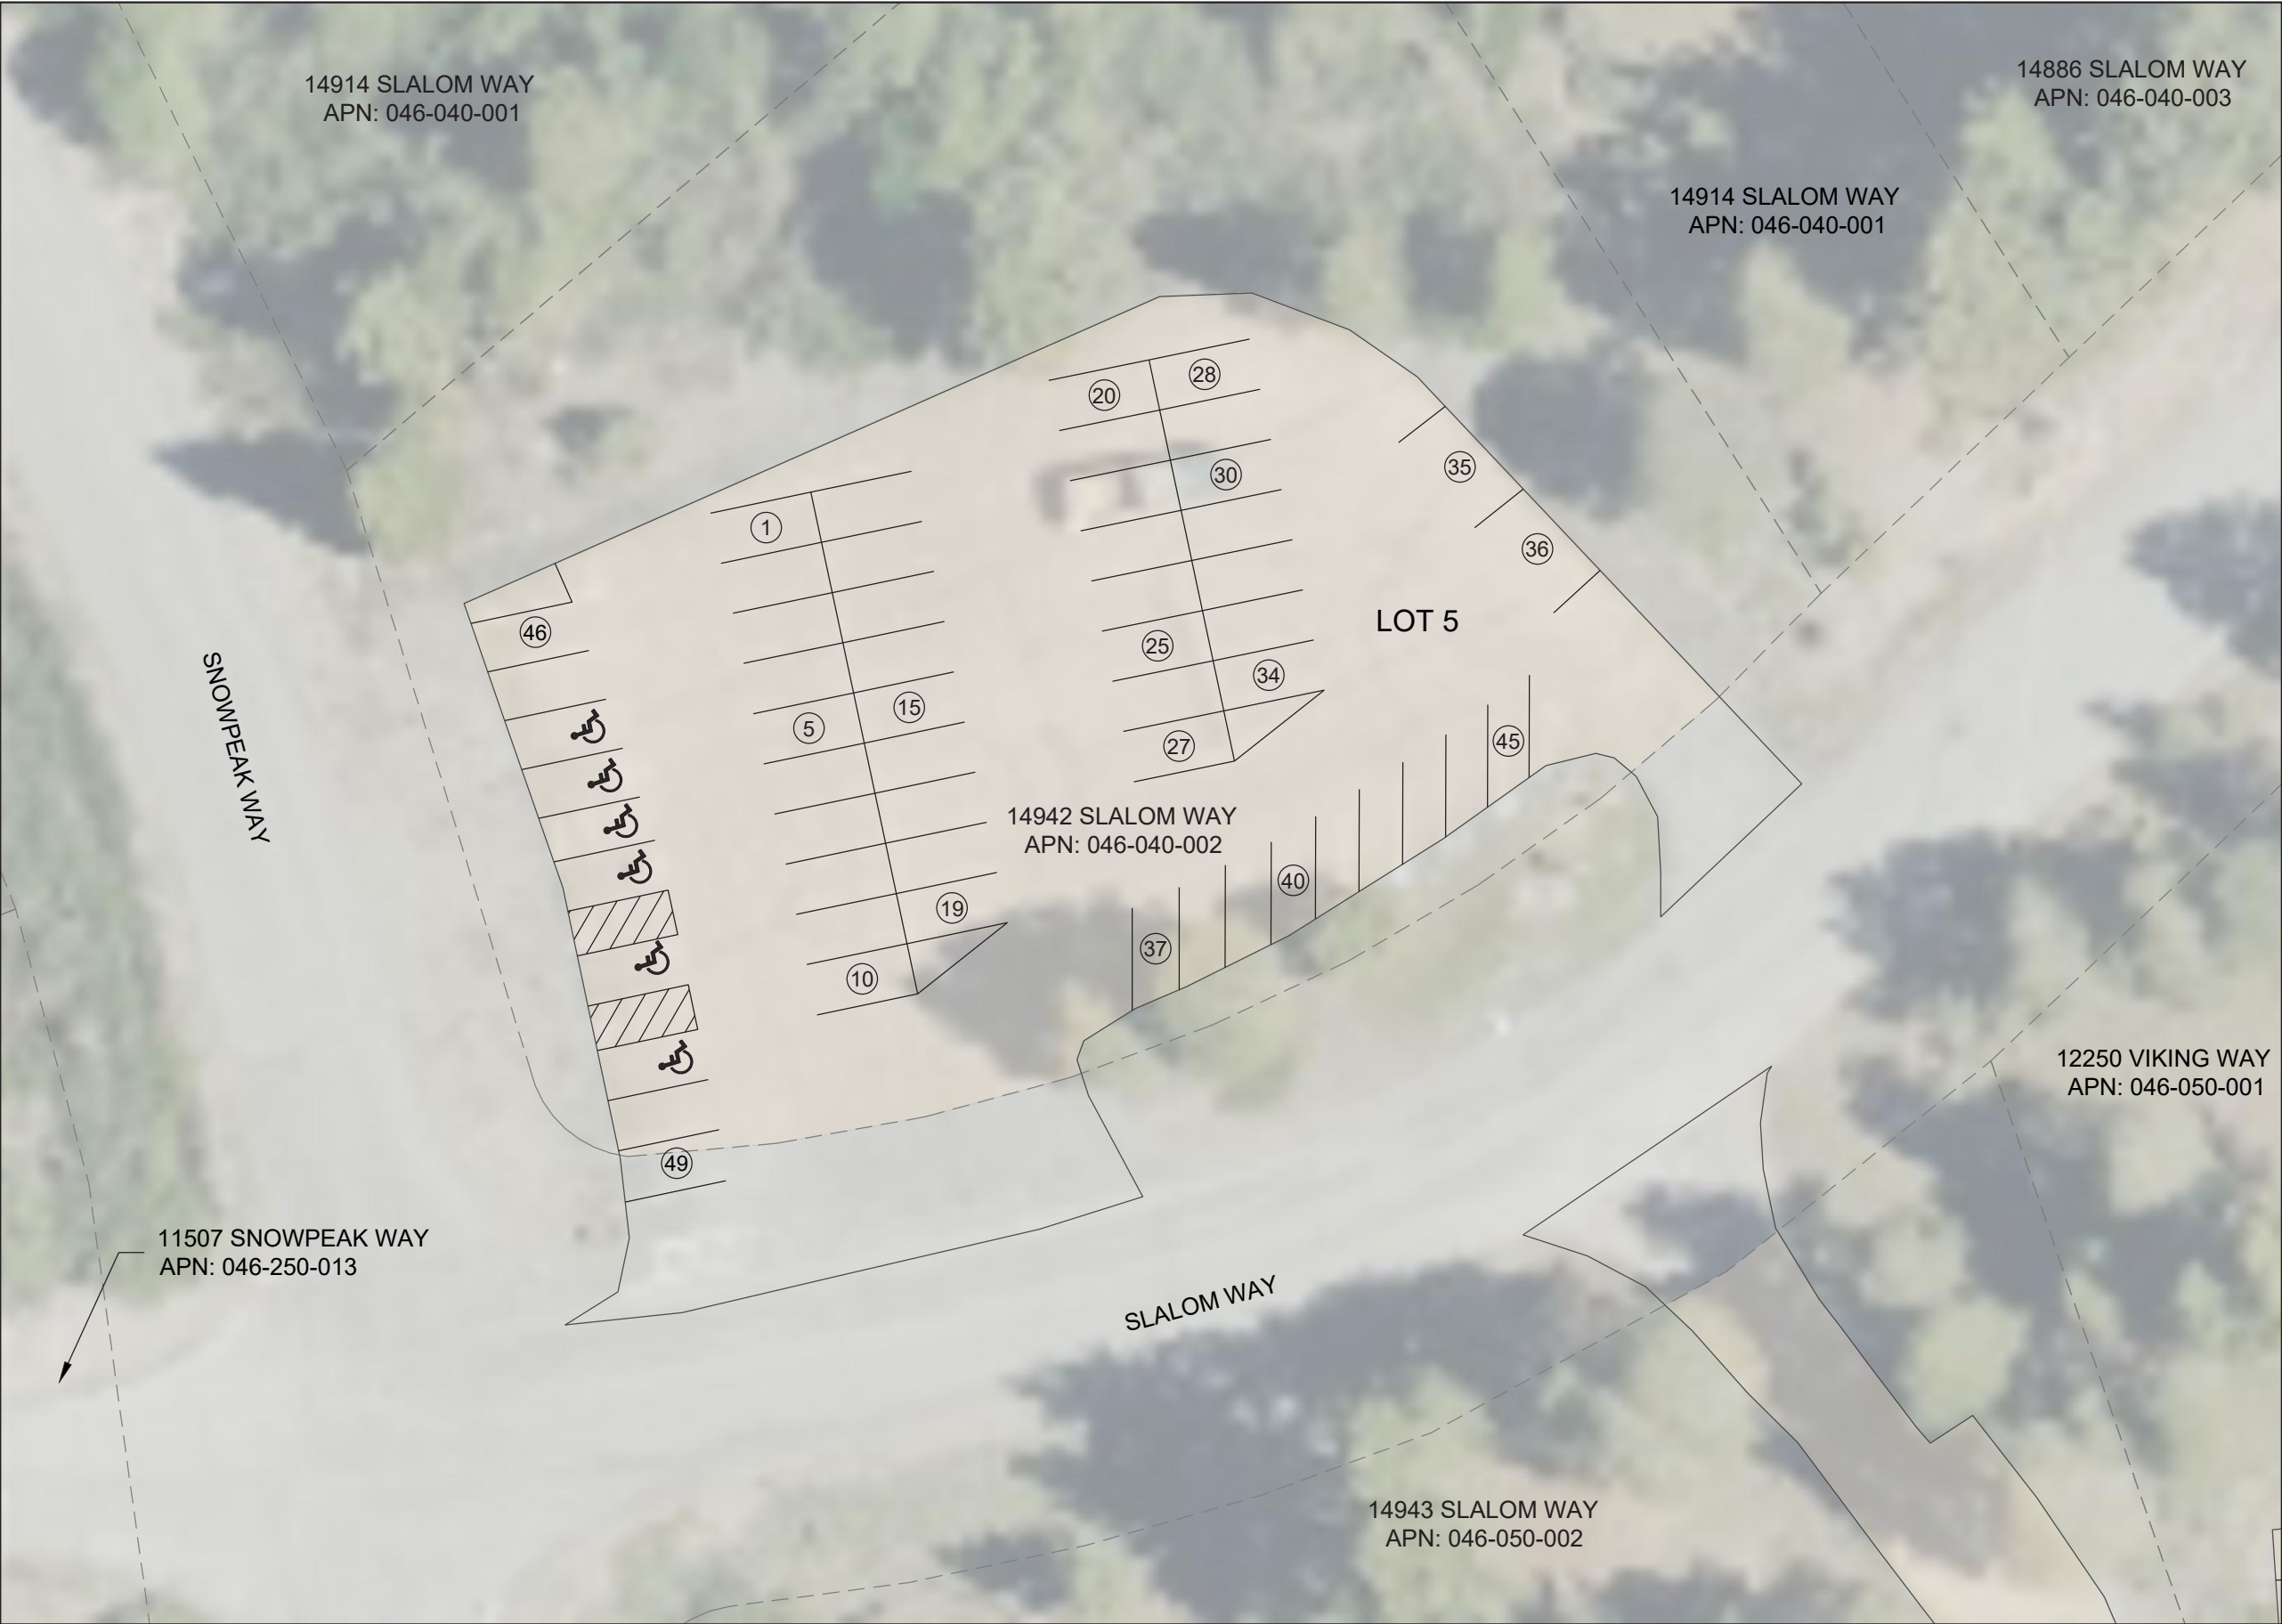 14914 SLALOM WAY
APN: 046-040-001
14886 SLALOM WAY
APN: 046-040-003
14914 SLALOM WAY
APN: 046-040-001
28
20
35
30
1
36
LOT 5
46
25
34
SNOWPEAK WAY
15
5
27
45
14942 SLALOM WAY
APN: 046-040-002
40
19
37
10
12250 VIKING WAY
APN: 046-050-001
49
11507 SNOWPEAK WAY
APN: 046-250-013
SLALOM WAY
14943 SLALOM WAY
APN: 046-050-002